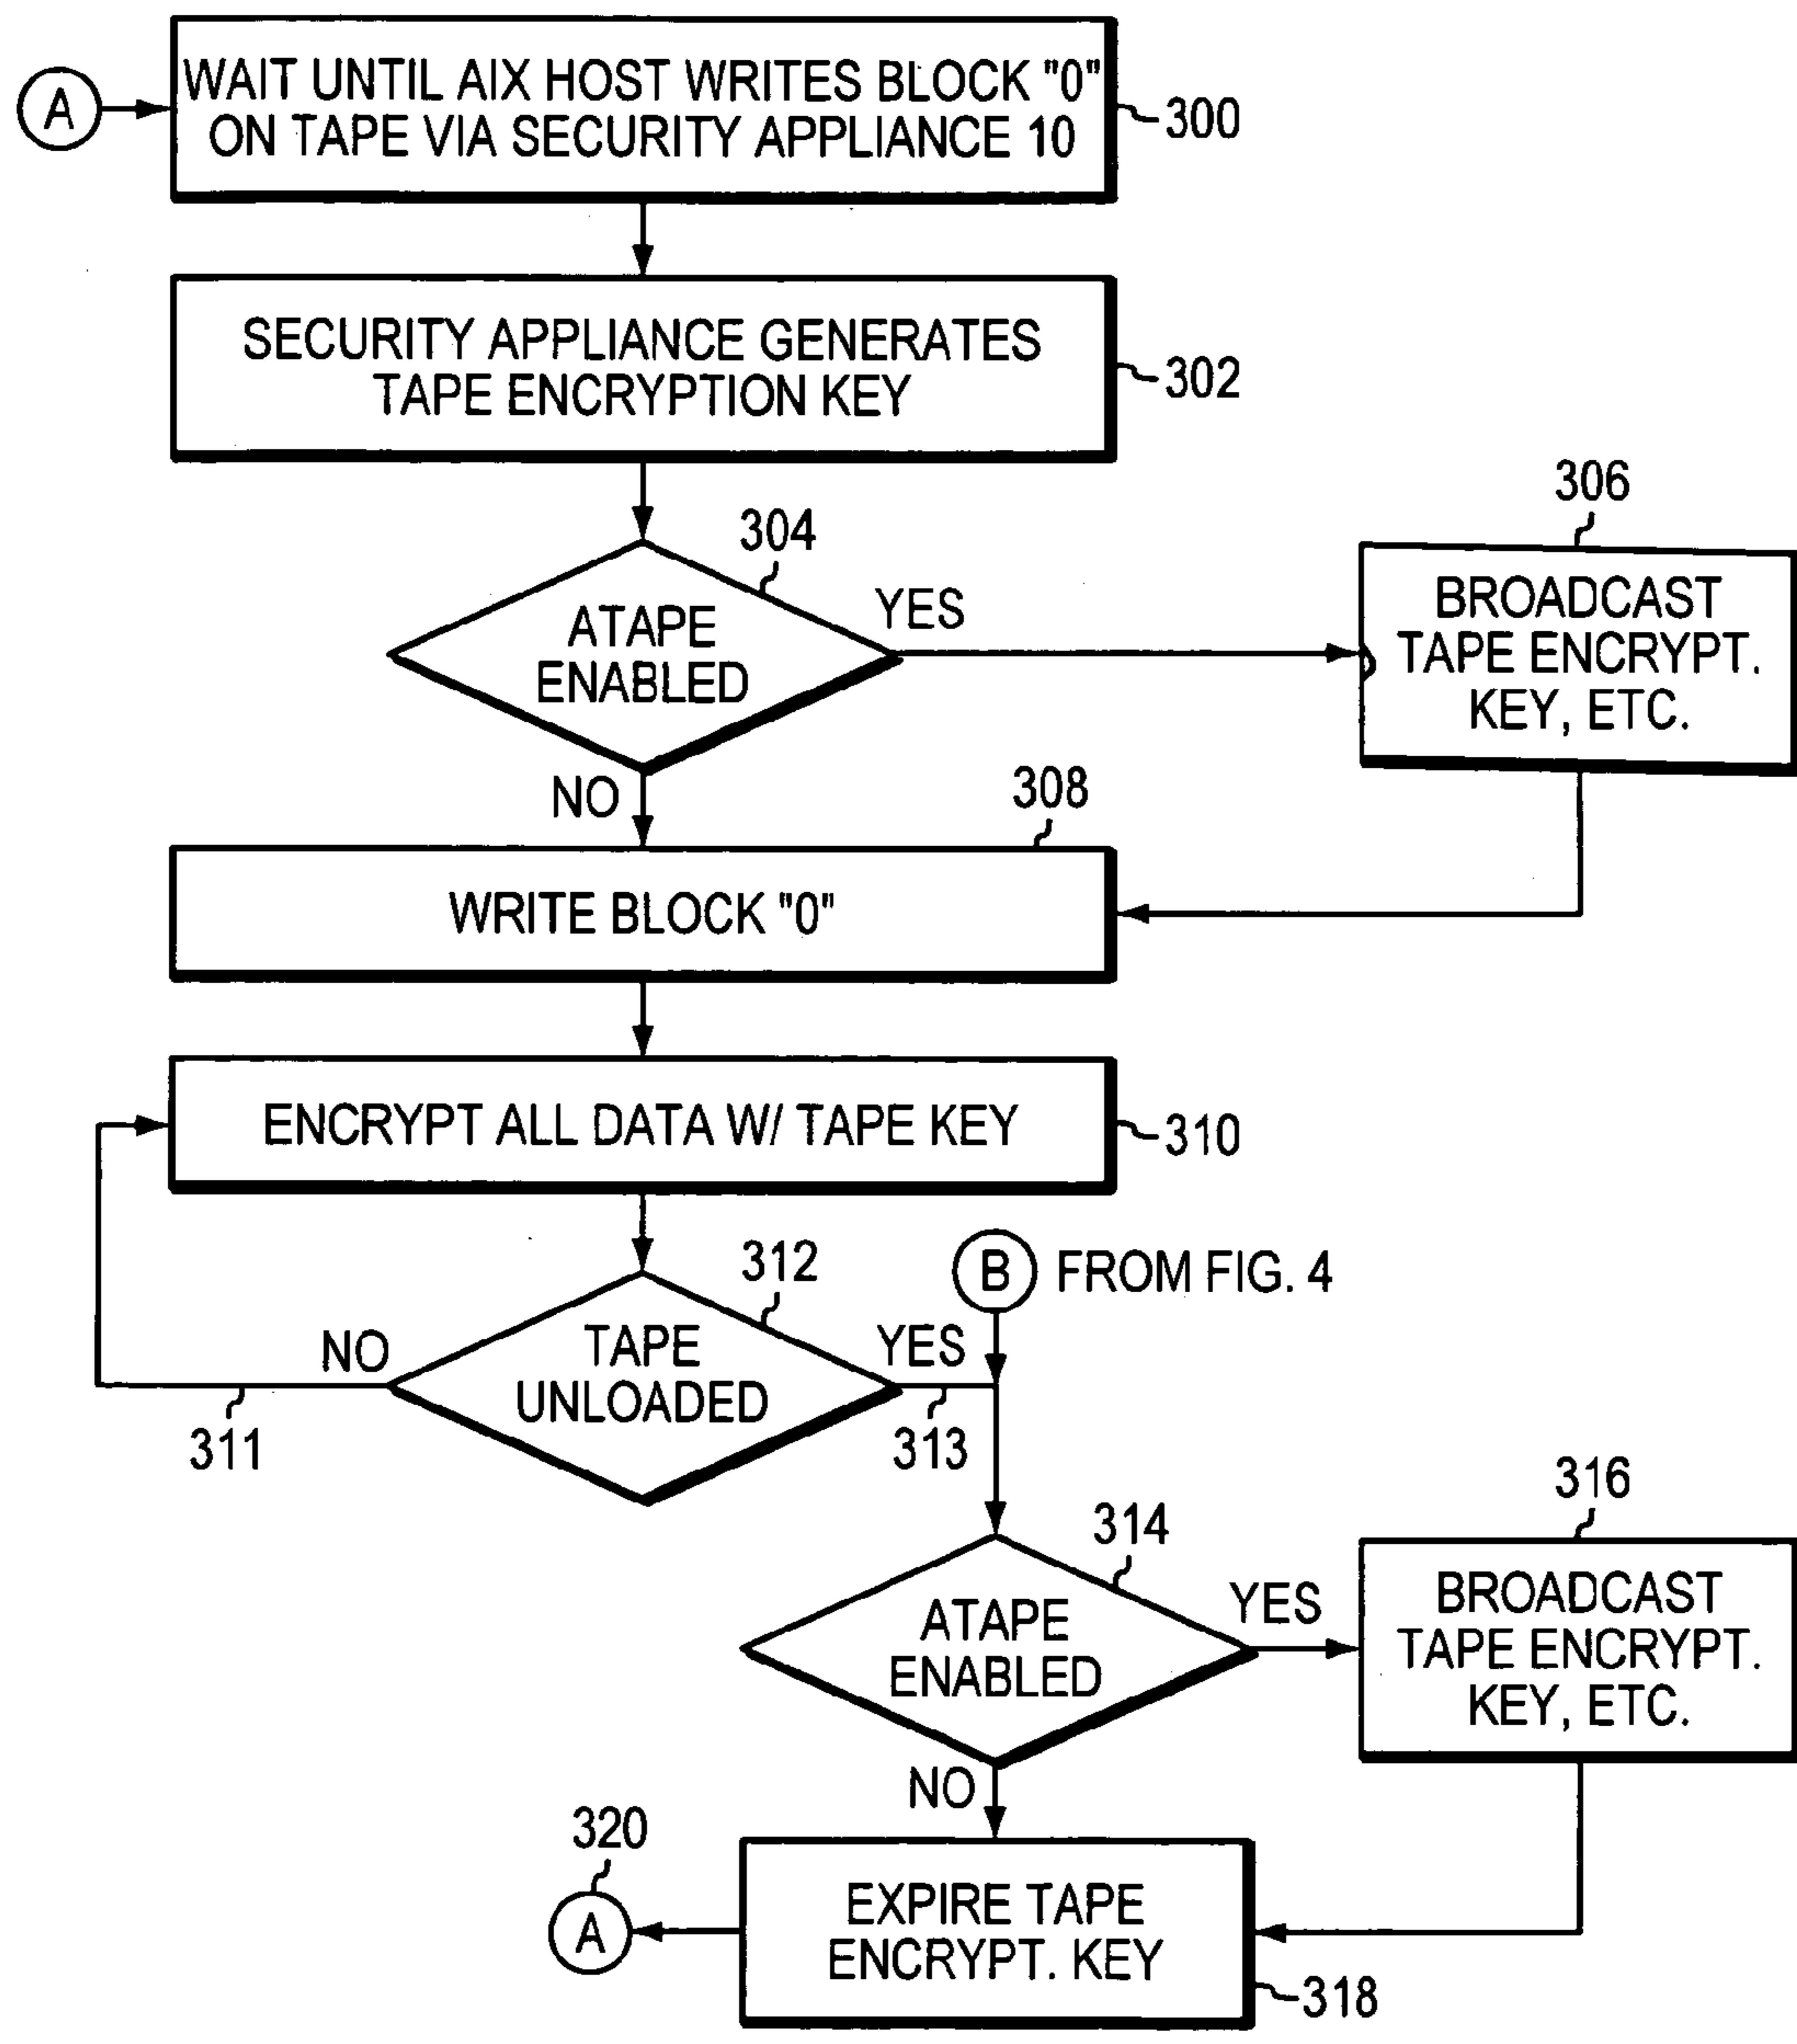 A
WAIT UNTIL AIX HOST WRITES BLOCK "0"
ON TAPE VIA SECURITY APPLIANCE 10
300
SECURITY APPLIANCE GENERATES
TAPE ENCRYPTION KEY
302
304
ATAPE
ENABLED
YES
NO
306
BROADCAST
TAPE ENCRYPT.
KEY, ETC.
308
WRITE BLOCK "0"
ENCRYPT ALL DATA W/ TAPE KEY
310
312
TAPE
UNLOADED
NO
311
YES
313
B
FROM FIG. 4
314
ATAPE
ENABLED
YES
NO
316
BROADCAST
TAPE ENCRYPT.
KEY, ETC.
EXPIRE TAPE
ENCRYPT. KEY
318
320
A